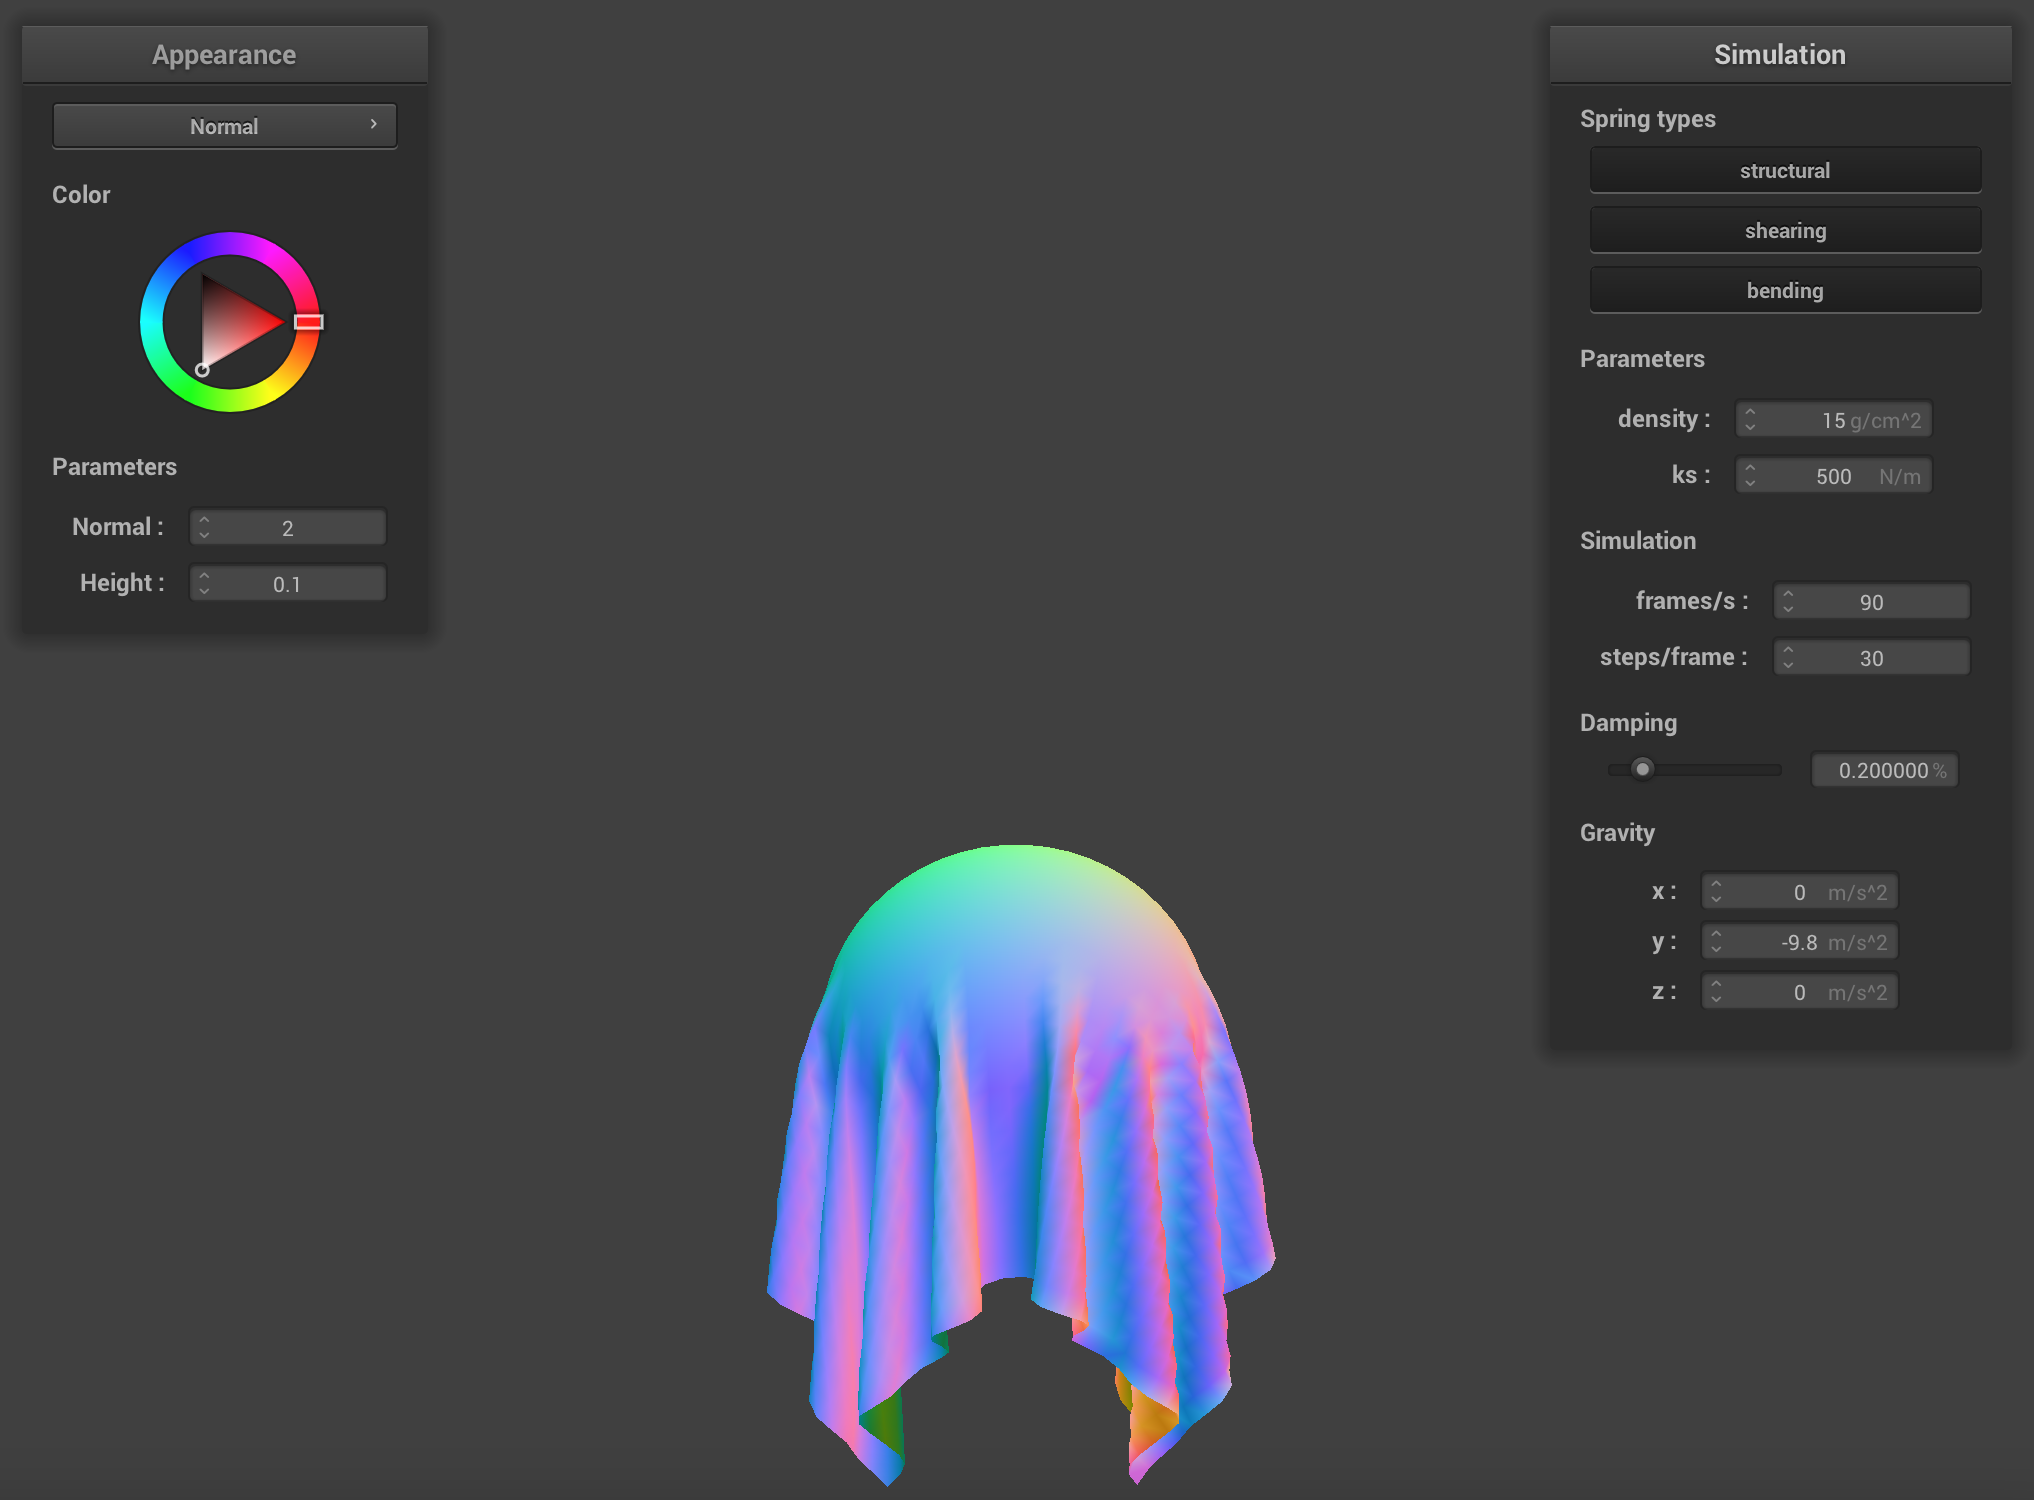 Appearance
Normal
Color
Parameters
Normal : 2
Height : 0.1
Simulation
Spring types
structural
shearing
bending
Parameters
density : 15 g/cm^2
ks : 500 N/m
Simulation
frames/s : 90
steps/frame : 30
Damping
0.200000 %
Gravity
x : 0 m/s^2
y : -9.8 m/s^2
z : 0 m/s^2